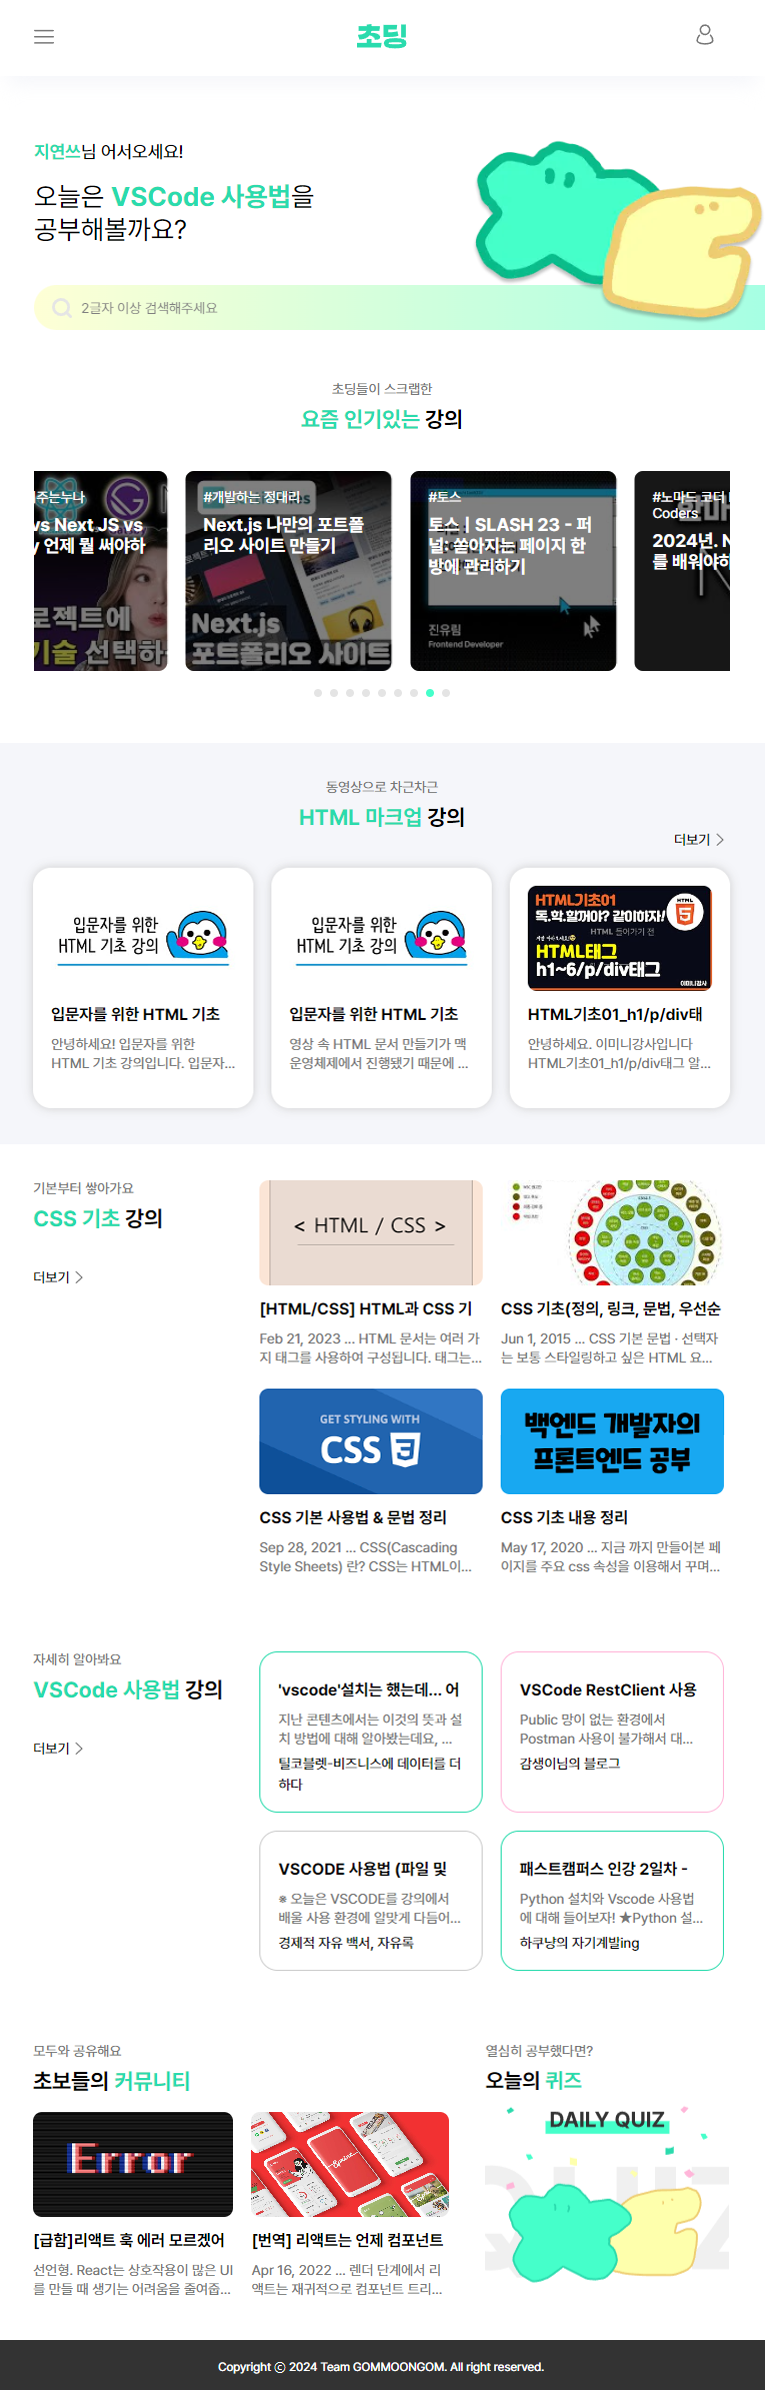 초딩
지연쓰님 어서오세요!
오늘은 VSCode 사용법을
공부해볼까요?
2글자 이상 검색해주세요
초딩들이 스크랩한
요즘 인기있는 강의
주는누나
vs Next JS vs
y 언제 뭘 써야하
로젝트에
기술 선택하
#개발하는 정대리
Next.js 나만의 포트폴
리오 사이트 만들기
Next.js
포트폴리오 사이트
#토스
토스ㅣSLASH 23 - 퍼
널: 쏟아지는 페이지 한
방에 관리하기
진유림
Frontend Developer
#노마드 코더
Coders
2024년. N
를 배워야하
동영상으로 차근차근
HTML 마크업 강의
더보기
입문자를 위한
HTML 기초 강의
입문자를 위한 HTML 기초
안녕하세요! 입문자를 위한
HTML 기초 강의입니다. 입문자...
입문자를 위한
HTML 기초 강의
입문자를 위한 HTML 기초
영상 속 HTML 문서 만들기가 맥
운영체제에서 진행됐기 때문에 ...
HTML기초01
독.학.할꺼야? 같이하자!
HTML
HTML 들어가기 전
HTML태그
h1~6/p/div태그
이미니강사
HTML기초01_h1/p/div태
안녕하세요. 이미니강사입니다
HTML기초01_h1/p/div태그 알...
기본부터 쌓아가요
CSS 기초 강의
더보기
< HTML / CSS >
[HTML/CSS] HTML과 CSS 기
Feb 21, 2023 ... HTML 문서는 여러 가
지 태그를 사용하여 구성됩니다. 태그는...
CSS 기초(정의, 링크, 문법, 우선순
Jun 1, 2015 ... CSS 기본 문법 · 선택자
는 보통 스타일링하고 싶은 HTML 요...
GET STYLING WITH
CSS 3
CSS 기본 사용법 & 문법 정리
Sep 28, 2021 ... CSS(Cascading
Style Sheets) 란? CSS는 HTML이...
백엔드 개발자의
프론트엔드 공부
CSS 기초 내용 정리
May 17, 2020 ... 지금 까지 만들어본 페
이지를 주요 css 속성을 이용해서 꾸며...
자세히 알아봐요
VSCode 사용법 강의
더보기
'vscode'설치는 했는데... 어
지난 콘텐츠에서는 이것의 뜻과 설
치 방법에 대해 알아봤는데요, ...
틸코블렛-비즈니스에 데이터를 더
하다
VSCode RestClient 사용
Public 망이 없는 환경에서
Postman 사용이 불가해서 대...
감생이님의 블로그
VSCODE 사용법 (파일 및
※ 오늘은 VSCODE를 강의에서
배울 사용 환경에 알맞게 다듬어...
경제적 자유 백서, 자유록
패스트캠퍼스 인강 2일차 -
Python 설치와 Vscode 사용법
에 대해 들어보자! ★Python 설...
하쿠냥의 자기계발ing
모두와 공유해요
초보들의 커뮤니티
Error
[급함]리액트 훅 에러 모르겠어
선언형. React는 상호작용이 많은 UI
를 만들 때 생기는 어려움을 줄여줍...
[번역] 리액트는 언제 컴포넌트
Apr 16, 2022 ... 렌더 단계에서 리
액트는 재귀적으로 컴포넌트 트리...
열심히 공부했다면?
오늘의 퀴즈
DAILY QUIZ
QUIZ
Copyright ⓒ 2024 Team GOMMOONGOM. All right reserved.